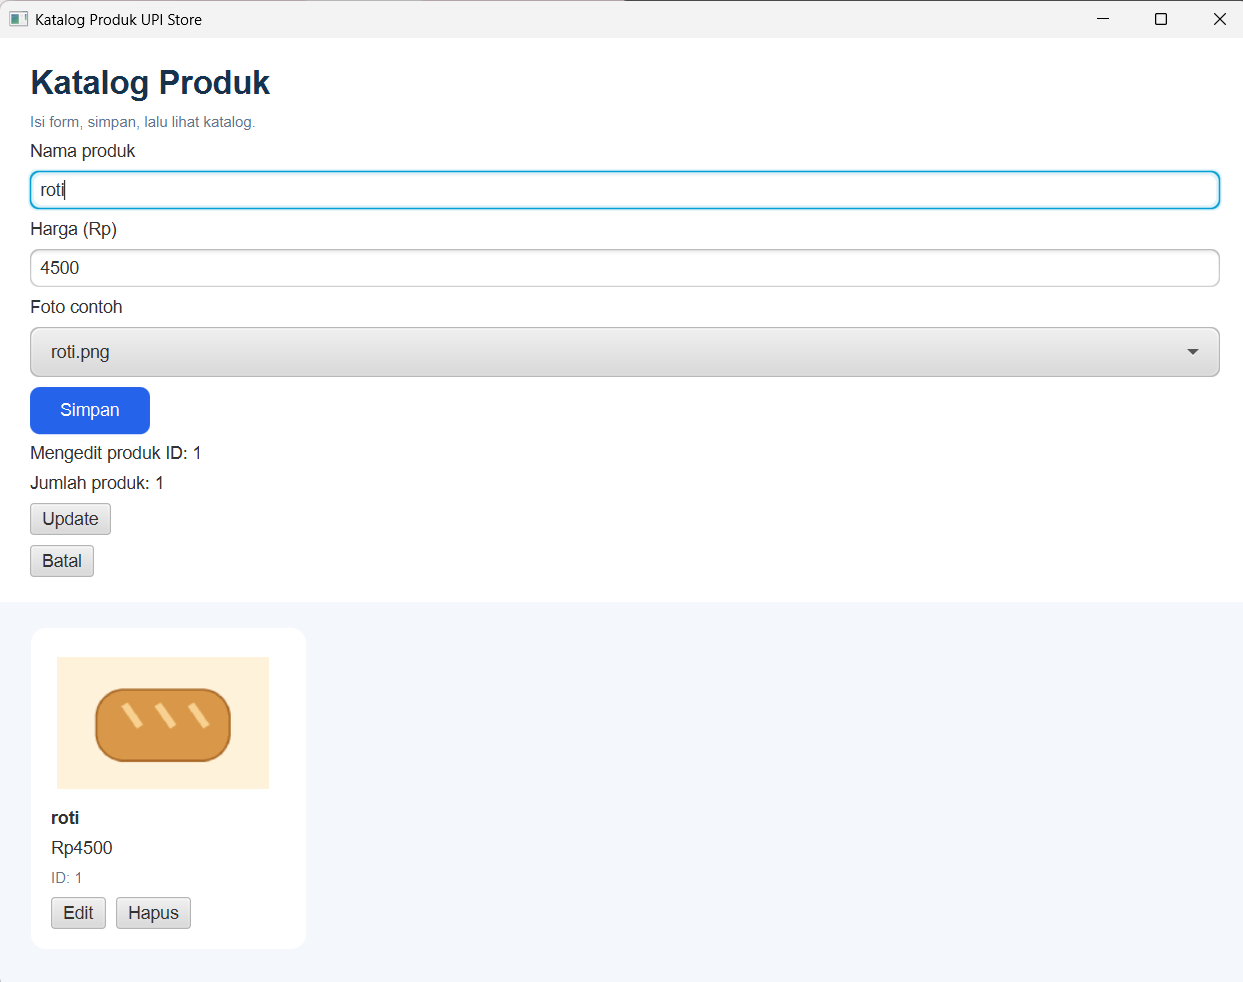 Katalog Produk UPI Store
Katalog Produk
Isi form, simpan, lalu lihat katalog.
Nama produk
roti
Harga (Rp)
4500
Foto contoh
roti.png
Simpan
Mengedit produk ID: 1
Jumlah produk: 1
Update
Batal
roti
Rp4500
ID: 1
Edit Hapus